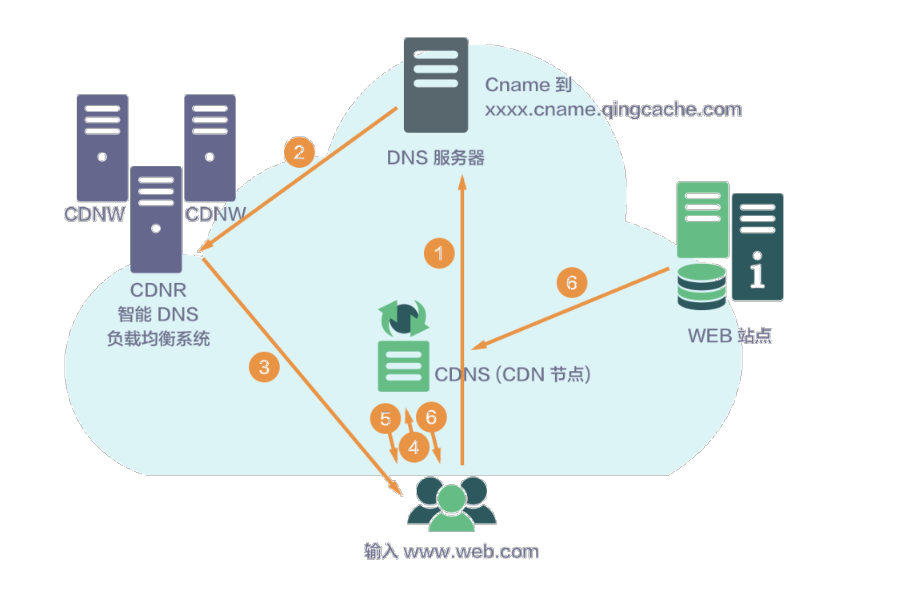 Cname 到
xxxx.cname.qingcache.com
DNS 服务器
2
CDNW
CDNW
1
6
CDNR
智能 DNS
负载均衡系统
WEB 站点
3
CDNS (CDN 节点)
5
6
4
输入 www.web.com